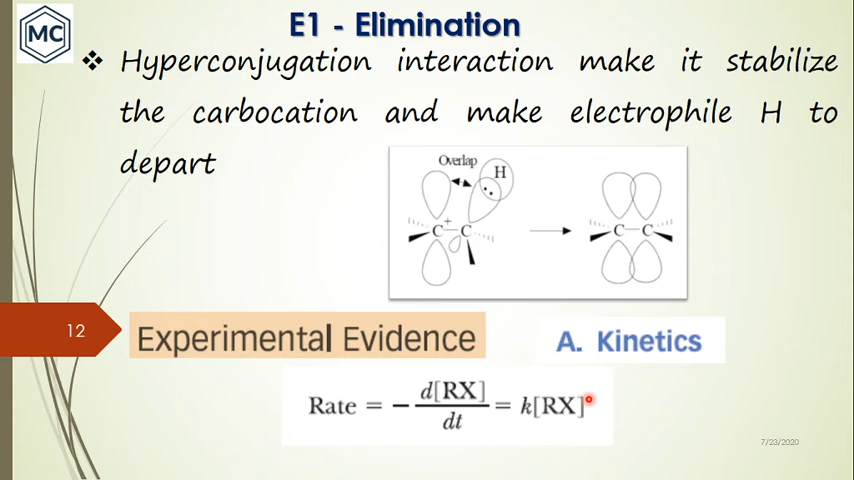 MC
E1 - Elimination
❖ Hyperconjugation interaction make it stabilize
the carbocation and make electrophile H to
depart
Overlap
H
C + C
C C
12
Experimental Evidence
A. Kinetics
Rate = − d[RX]/dt = k[RX]
7/23/2020